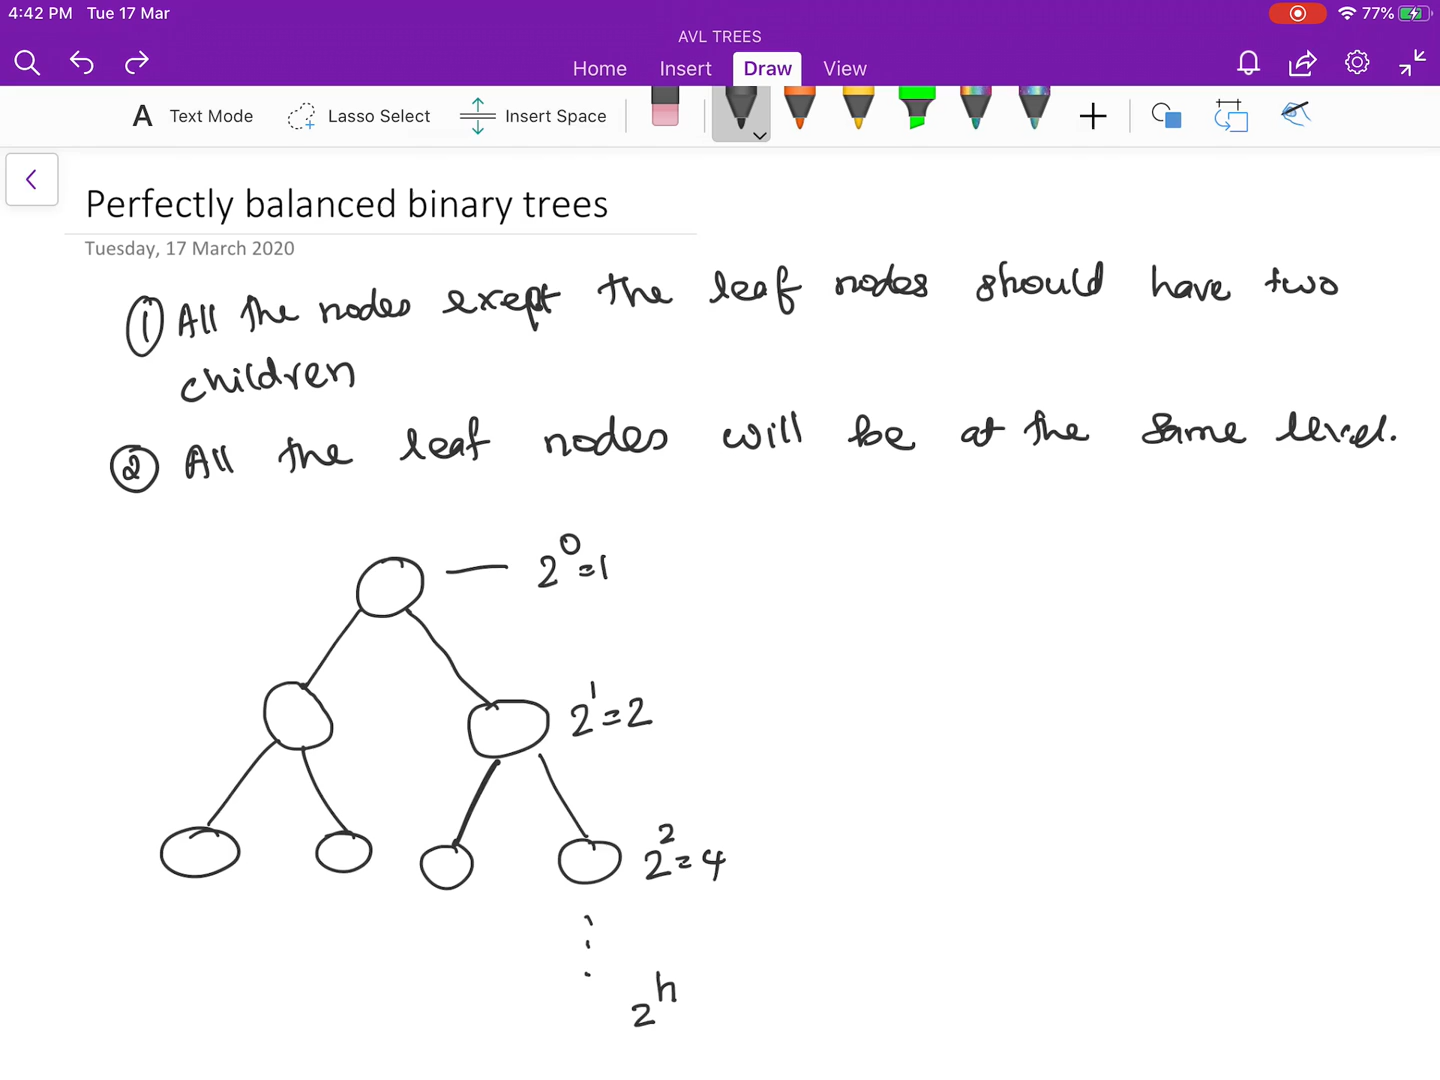 4:42 PM Tue 17 Mar
77%
AVL TREES
Home Insert Draw View
A Text Mode Lasso Select Insert Space
Perfectly balanced binary trees
Tuesday, 17 March 2020
① All the nodes exept the leaf nodes should have two
children
② All the leaf nodes will be at the same level.
2⁰=1
2¹=2
2²=4
2ʰ